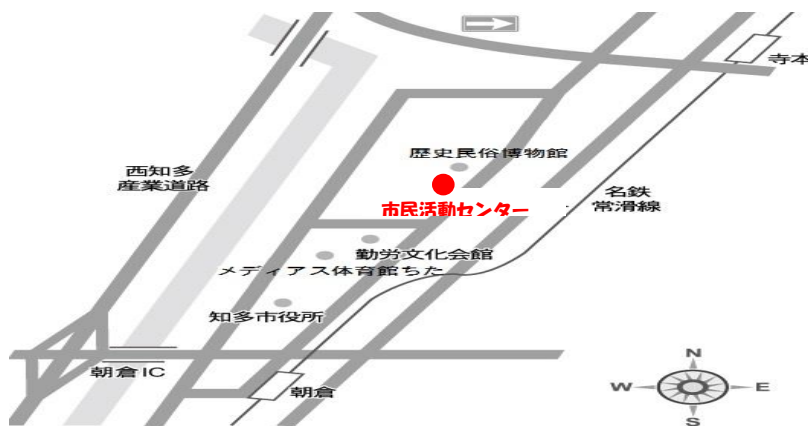 寺本
歴史民俗博物館
西知多
産業道路
市民活動センター
名鉄
常滑線
勤労文化会館
メディアス体育館ちた
知多市役所
朝倉IC
朝倉
N
W
E
S